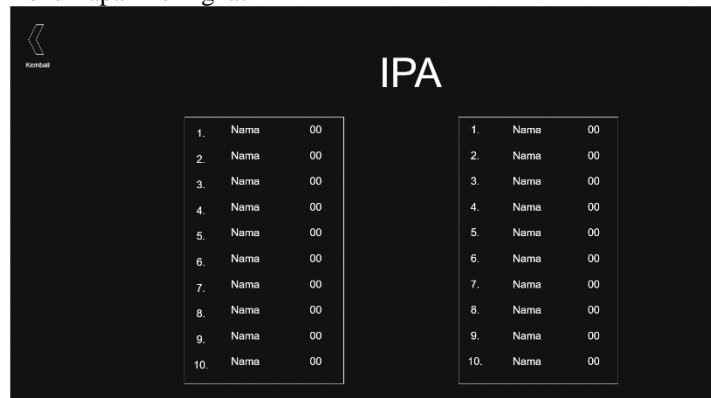 Kembali
IPA
1. Nama 00
2. Nama 00
3. Nama 00
4. Nama 00
5. Nama 00
6. Nama 00
7. Nama 00
8. Nama 00
9. Nama 00
10. Nama 00
1. Nama 00
2. Nama 00
3. Nama 00
4. Nama 00
5. Nama 00
6. Nama 00
7. Nama 00
8. Nama 00
9. Nama 00
10. Nama 00